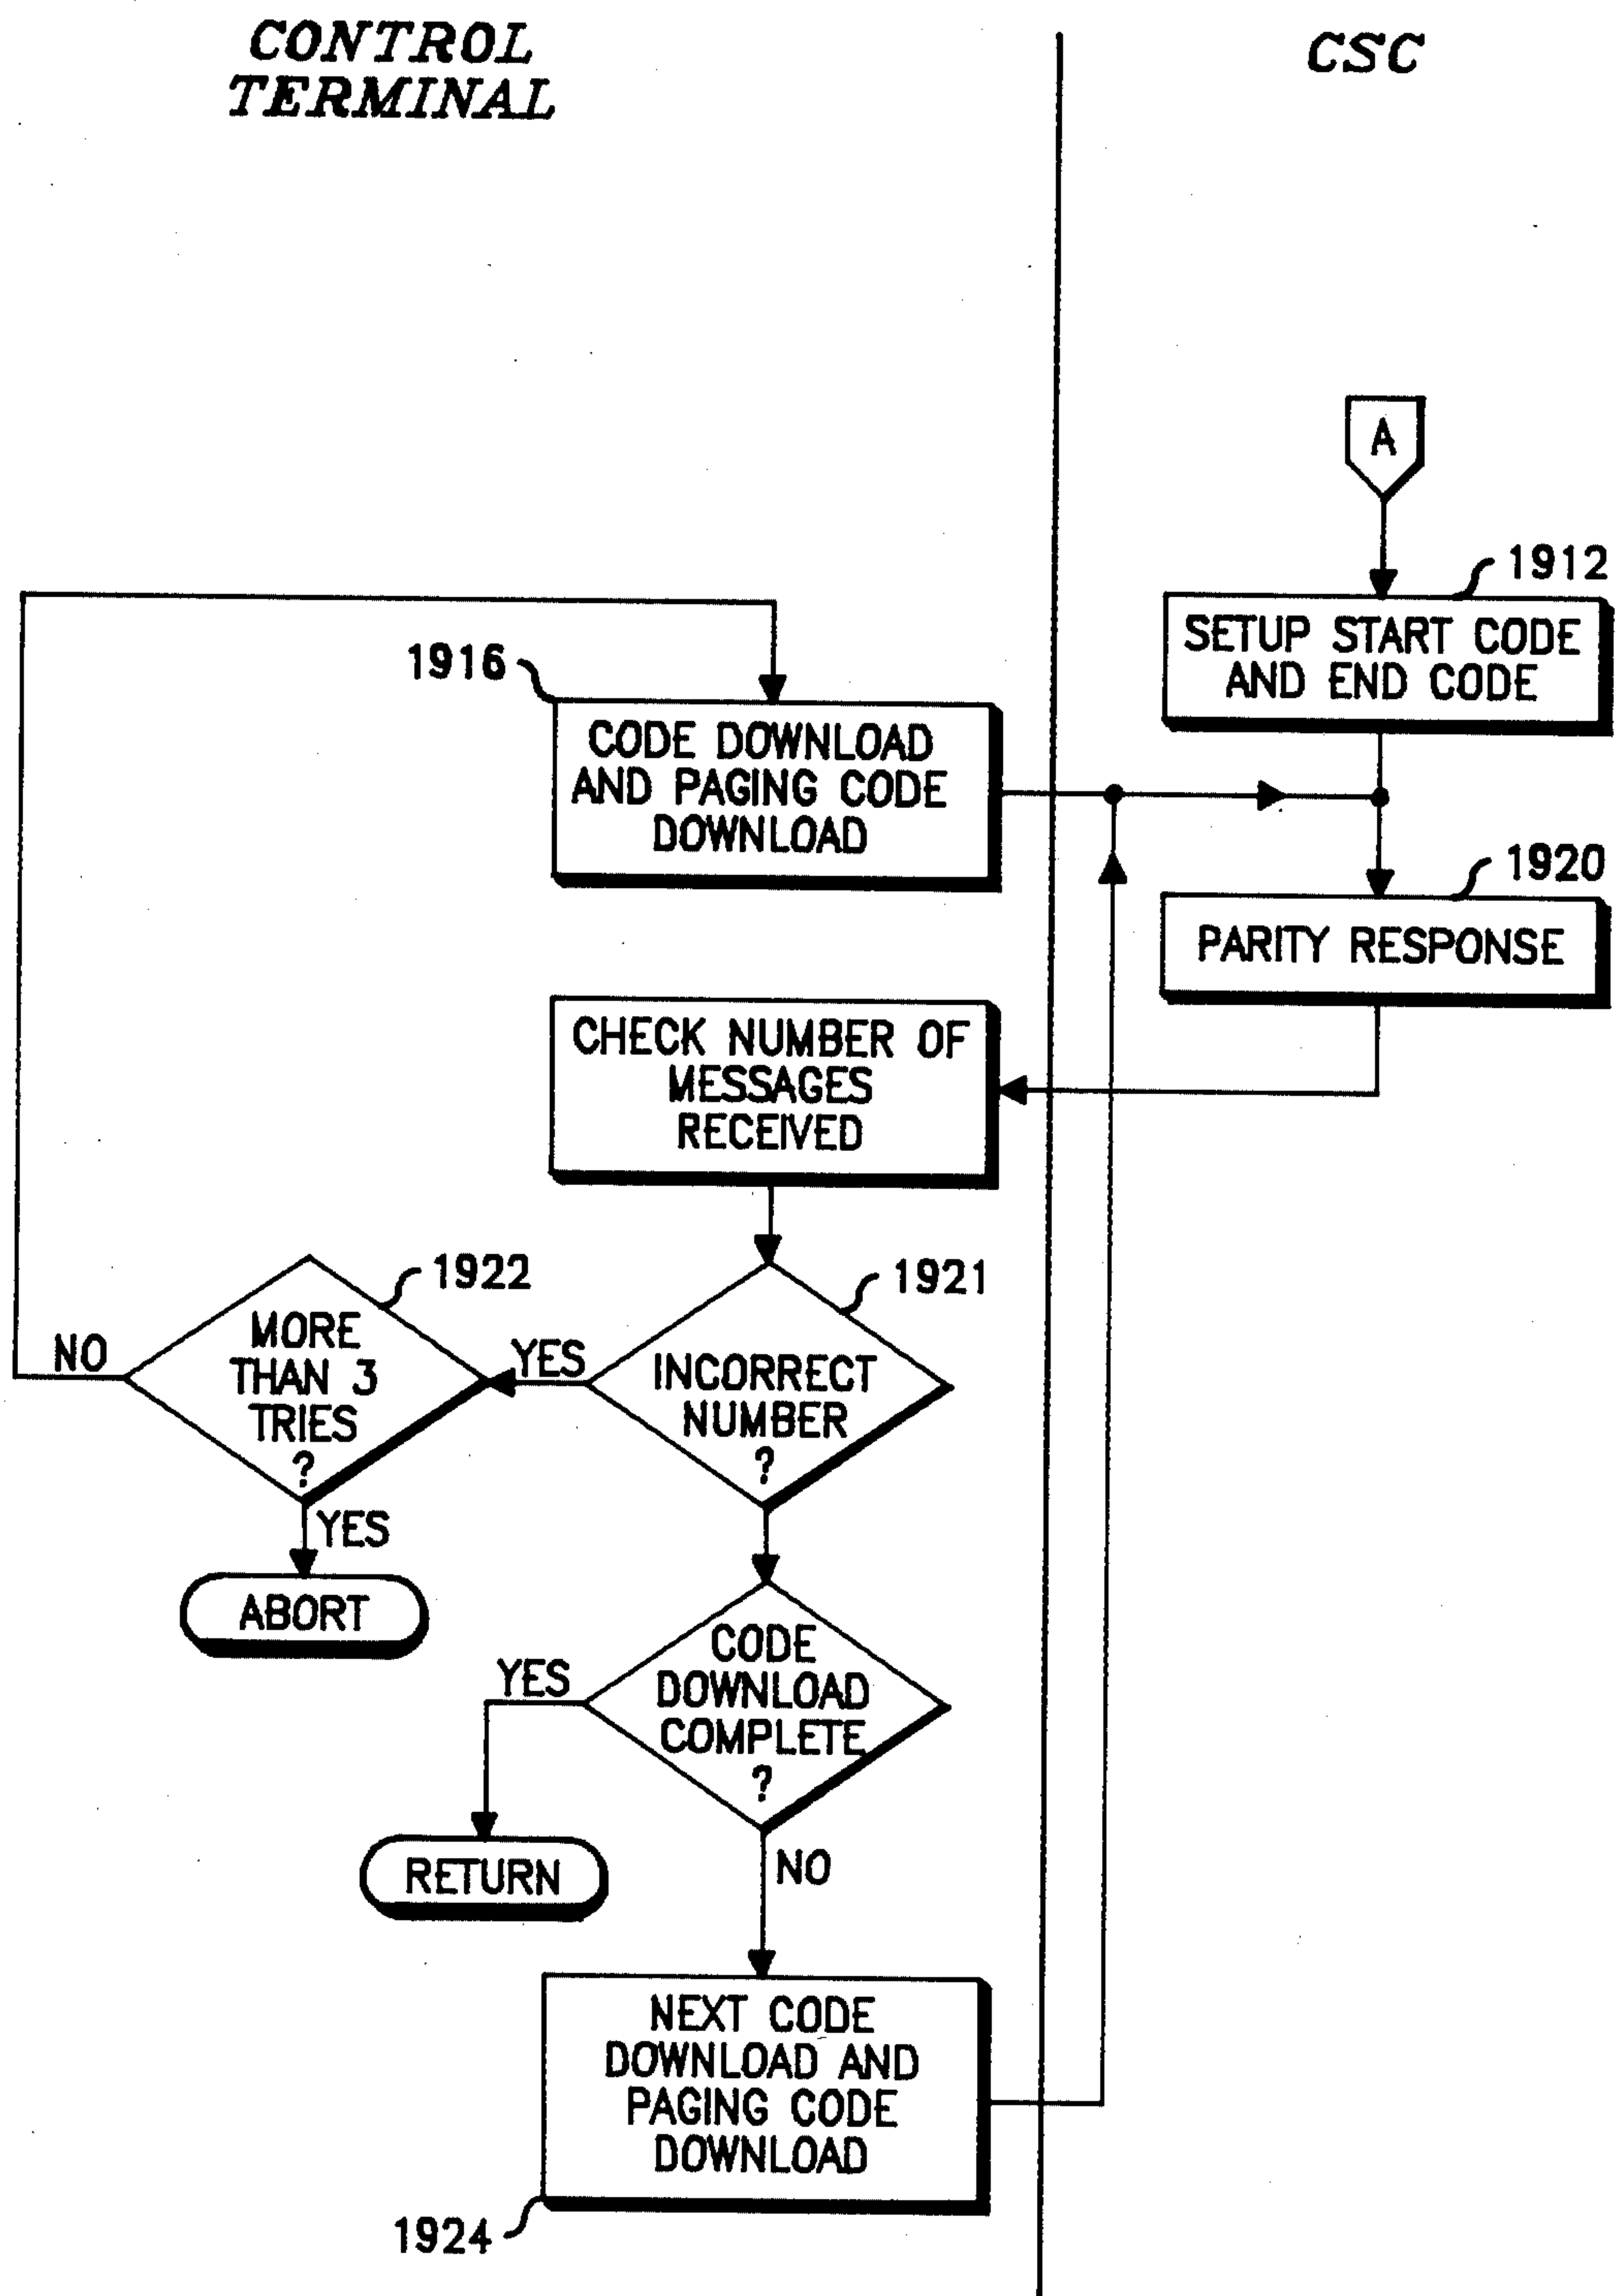 CONTROL
TERMINAL
CSC
A
1912
SETUP START CODE
AND END CODE
1916
CODE DOWNLOAD
AND PAGING CODE
DOWNLOAD
1920
PARITY RESPONSE
CHECK NUMBER OF
MESSAGES
RECEIVED
1922
1921
NO
MORE
THAN 3
TRIES
?
YES
INCORRECT
NUMBER
?
YES
ABORT
YES
CODE
DOWNLOAD
COMPLETE
?
RETURN
NO
NEXT CODE
DOWNLOAD AND
PAGING CODE
DOWNLOAD
1924